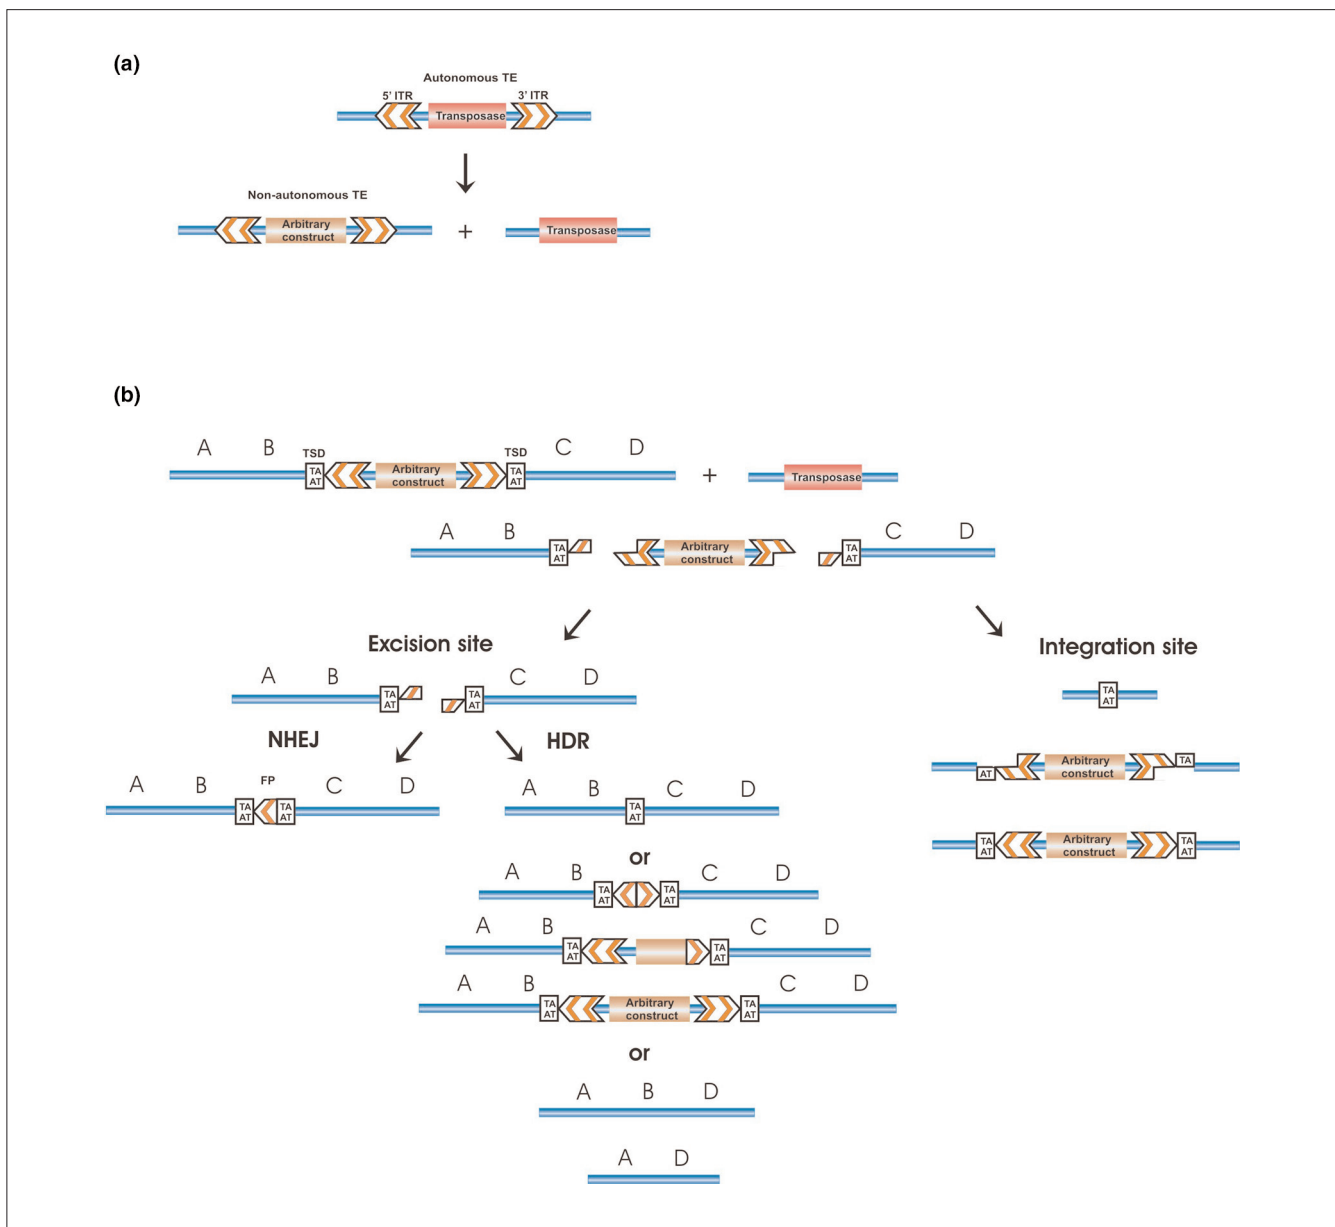 (a)
Autonomous TE
5' ITR 3' ITR
Transposase
Non-autonomous TE
Arbitrary
construct
+
Transposase
(b)
A B C D
TSD TSD
TA TA
AT AT
Arbitrary
construct
+
Transposase
A B C D
TA TA
AT AT
Arbitrary
construct
Excision site
Integration site
A B C D
TA TA
AT AT
TA
AT
NHEJ HDR
A B FP C D
TA TA
AT AT
A B C D
TA
AT
AT TA
Arbitrary
construct
or
A B C D
TA TA
AT AT
TA TA
AT AT
Arbitrary
construct
A B C D
TA TA
AT AT
A B C D
TA TA
AT AT
Arbitrary
construct
or
A B D
A D